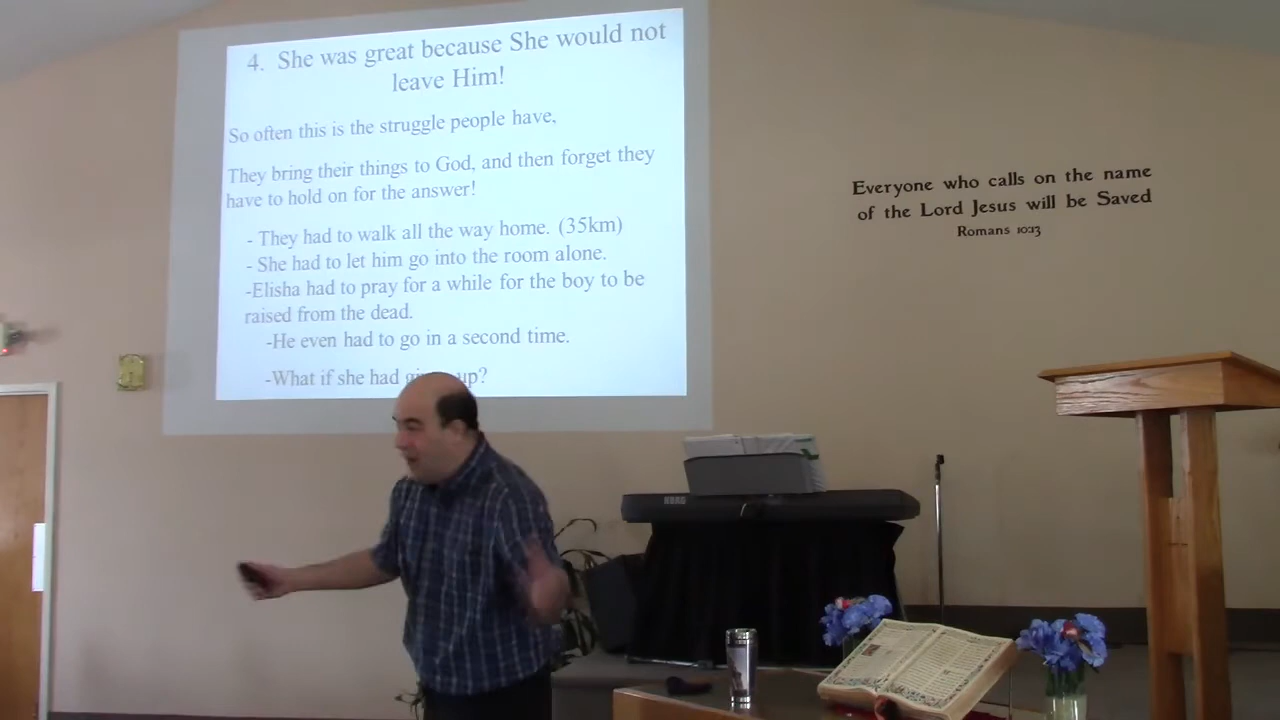 4. She was great because She would not
leave Him!
So often this is the struggle people have,
They bring their things to God, and then forget they
have to hold on for the answer!
- They had to walk all the way home. (35km)
- She had to let him go into the room alone.
-Elisha had to pray for a while for the boy to be
raised from the dead.
-He even had to go in a second time.
-What if she had up?
Everyone who calls on the name
of the Lord Jesus will be Saved
Romans 10:13
KORG